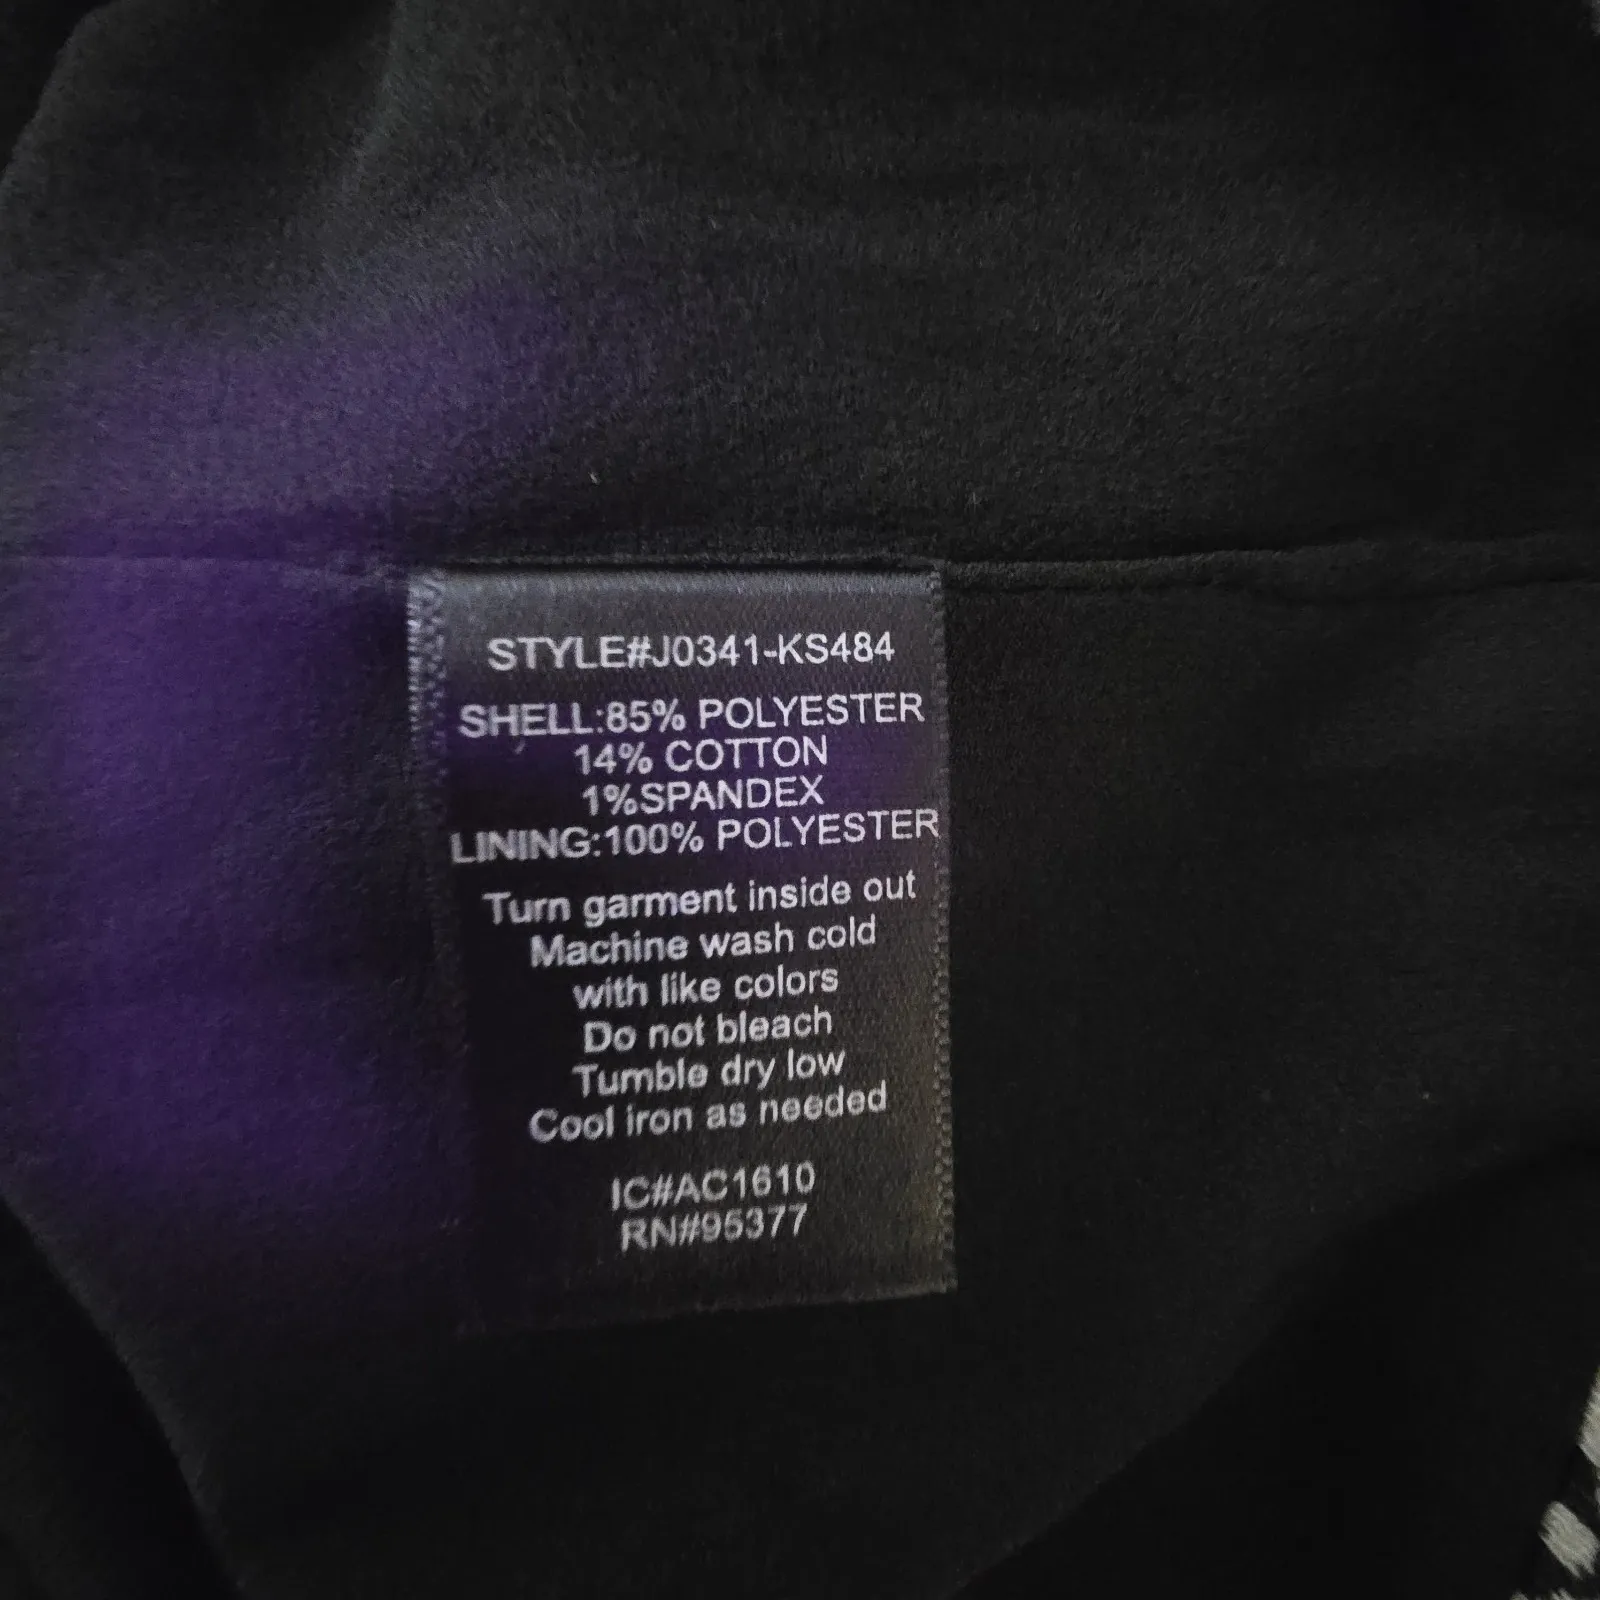 STYLE#J0341-KS484
SHELL:85% POLYESTER
14% COTTON
1%SPANDEX
LINING:100% POLYESTER
Turn garment inside out
Machine wash cold
with like colors
Do not bleach
Tumble dry low
Cool iron as needed
IC#AC1610
RN#95377